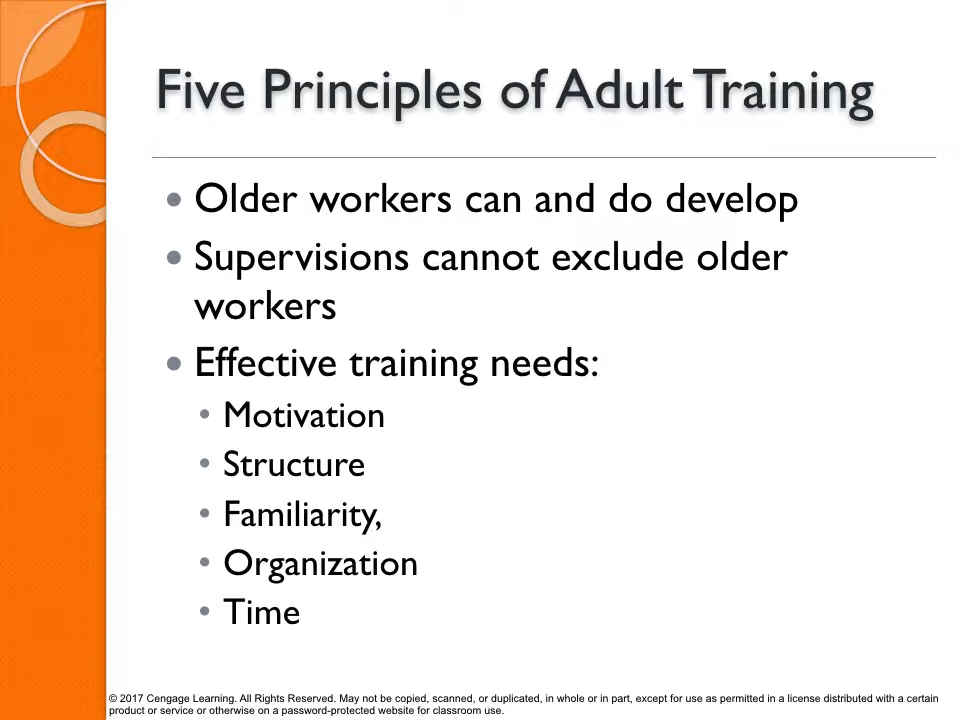 Five Principles of Adult Training
• Older workers can and do develop
• Supervisions cannot exclude older
workers
• Effective training needs:
• Motivation
• Structure
• Familiarity,
• Organization
• Time
© 2017 Cengage Learning. All Rights Reserved. May not be copied, scanned, or duplicated, in whole or in part, except for use as permitted in a license distributed with a certain
product or service or otherwise on a password-protected website for classroom use.